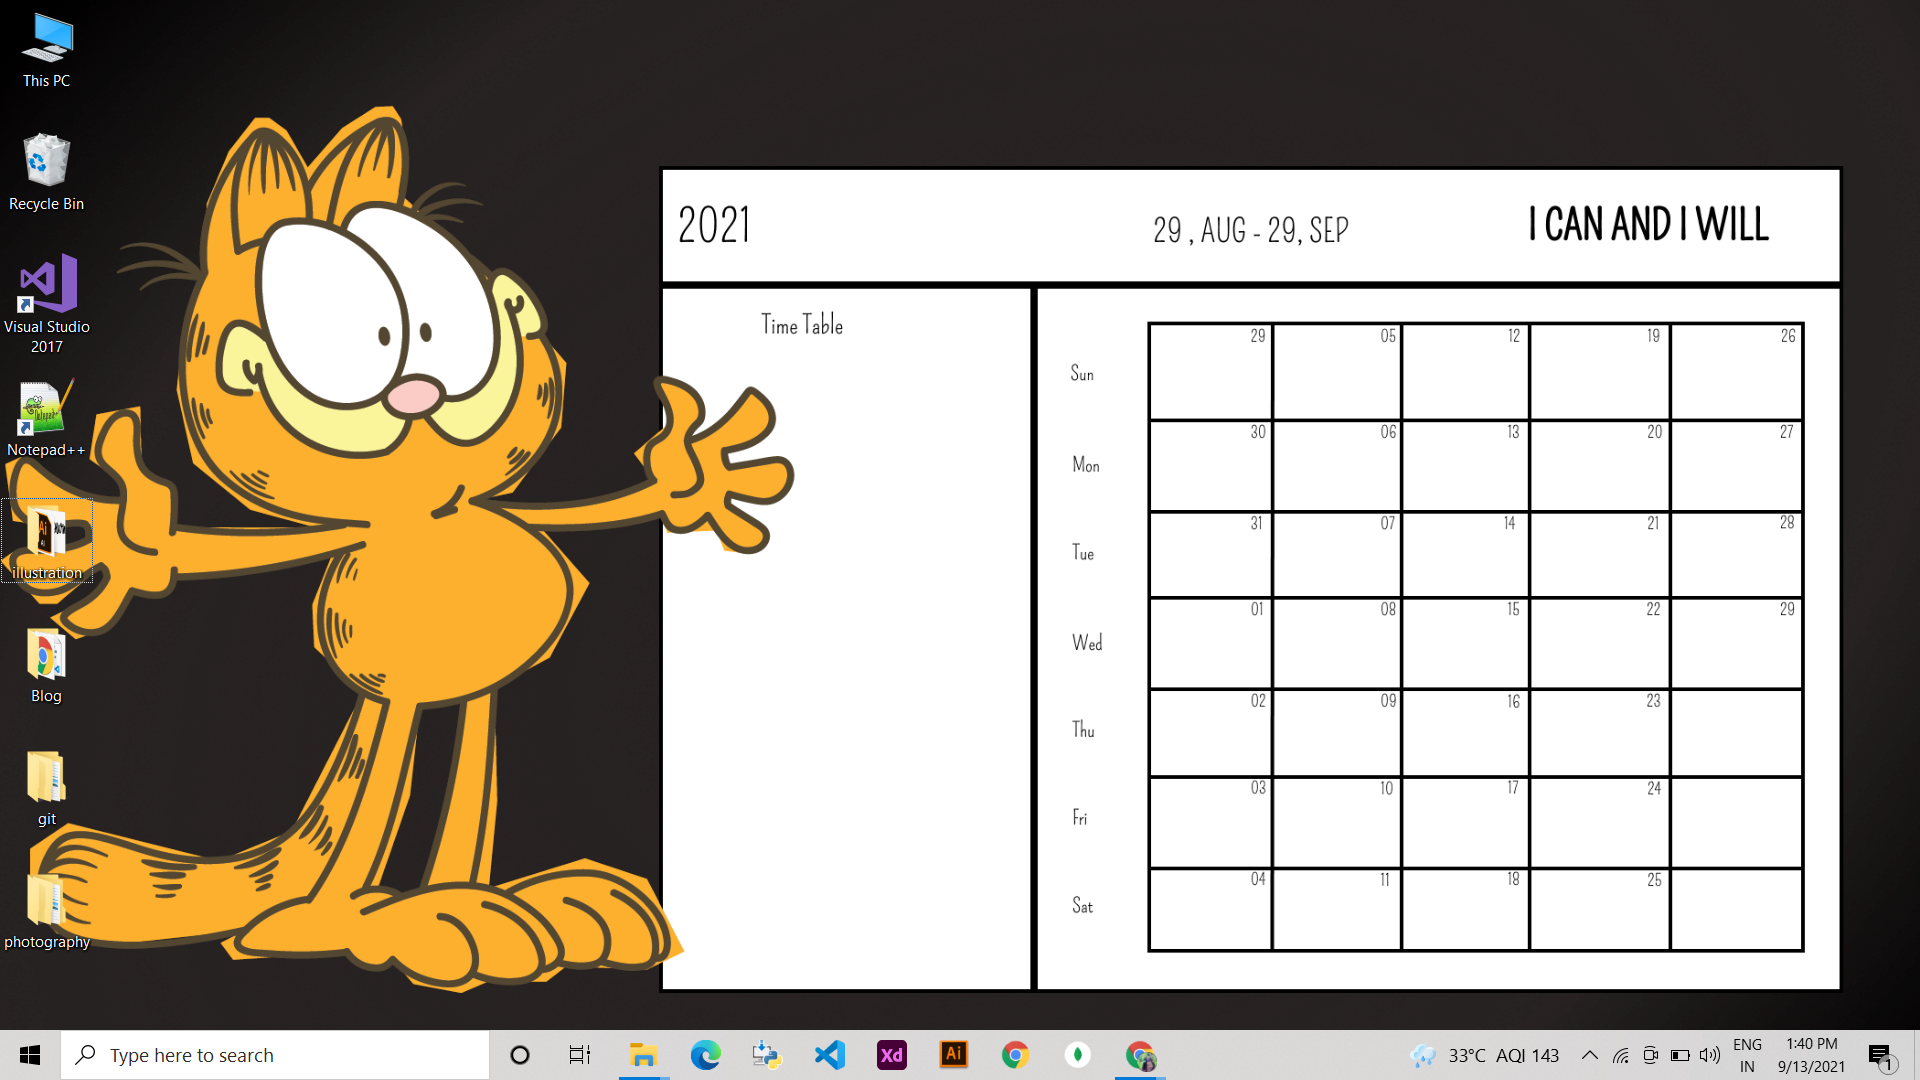 This PC
Recycle Bin
Visual Studio
2017
Notepad++
illustration
Blog
git
photography
2021
29 , AUG - 29, SEP
I CAN AND I WILL
Time Table
Sun 29 05 12 19 26
Mon 30 06 13 20 27
Tue 31 07 14 21 28
Wed 01 08 15 22 29
Thu 02 09 16 23
Fri 03 10 17 24
Sat 04 11 18 25
Type here to search
Xd
Ai
33°C AQI 143
ENG
IN
1:40 PM
9/13/2021
1